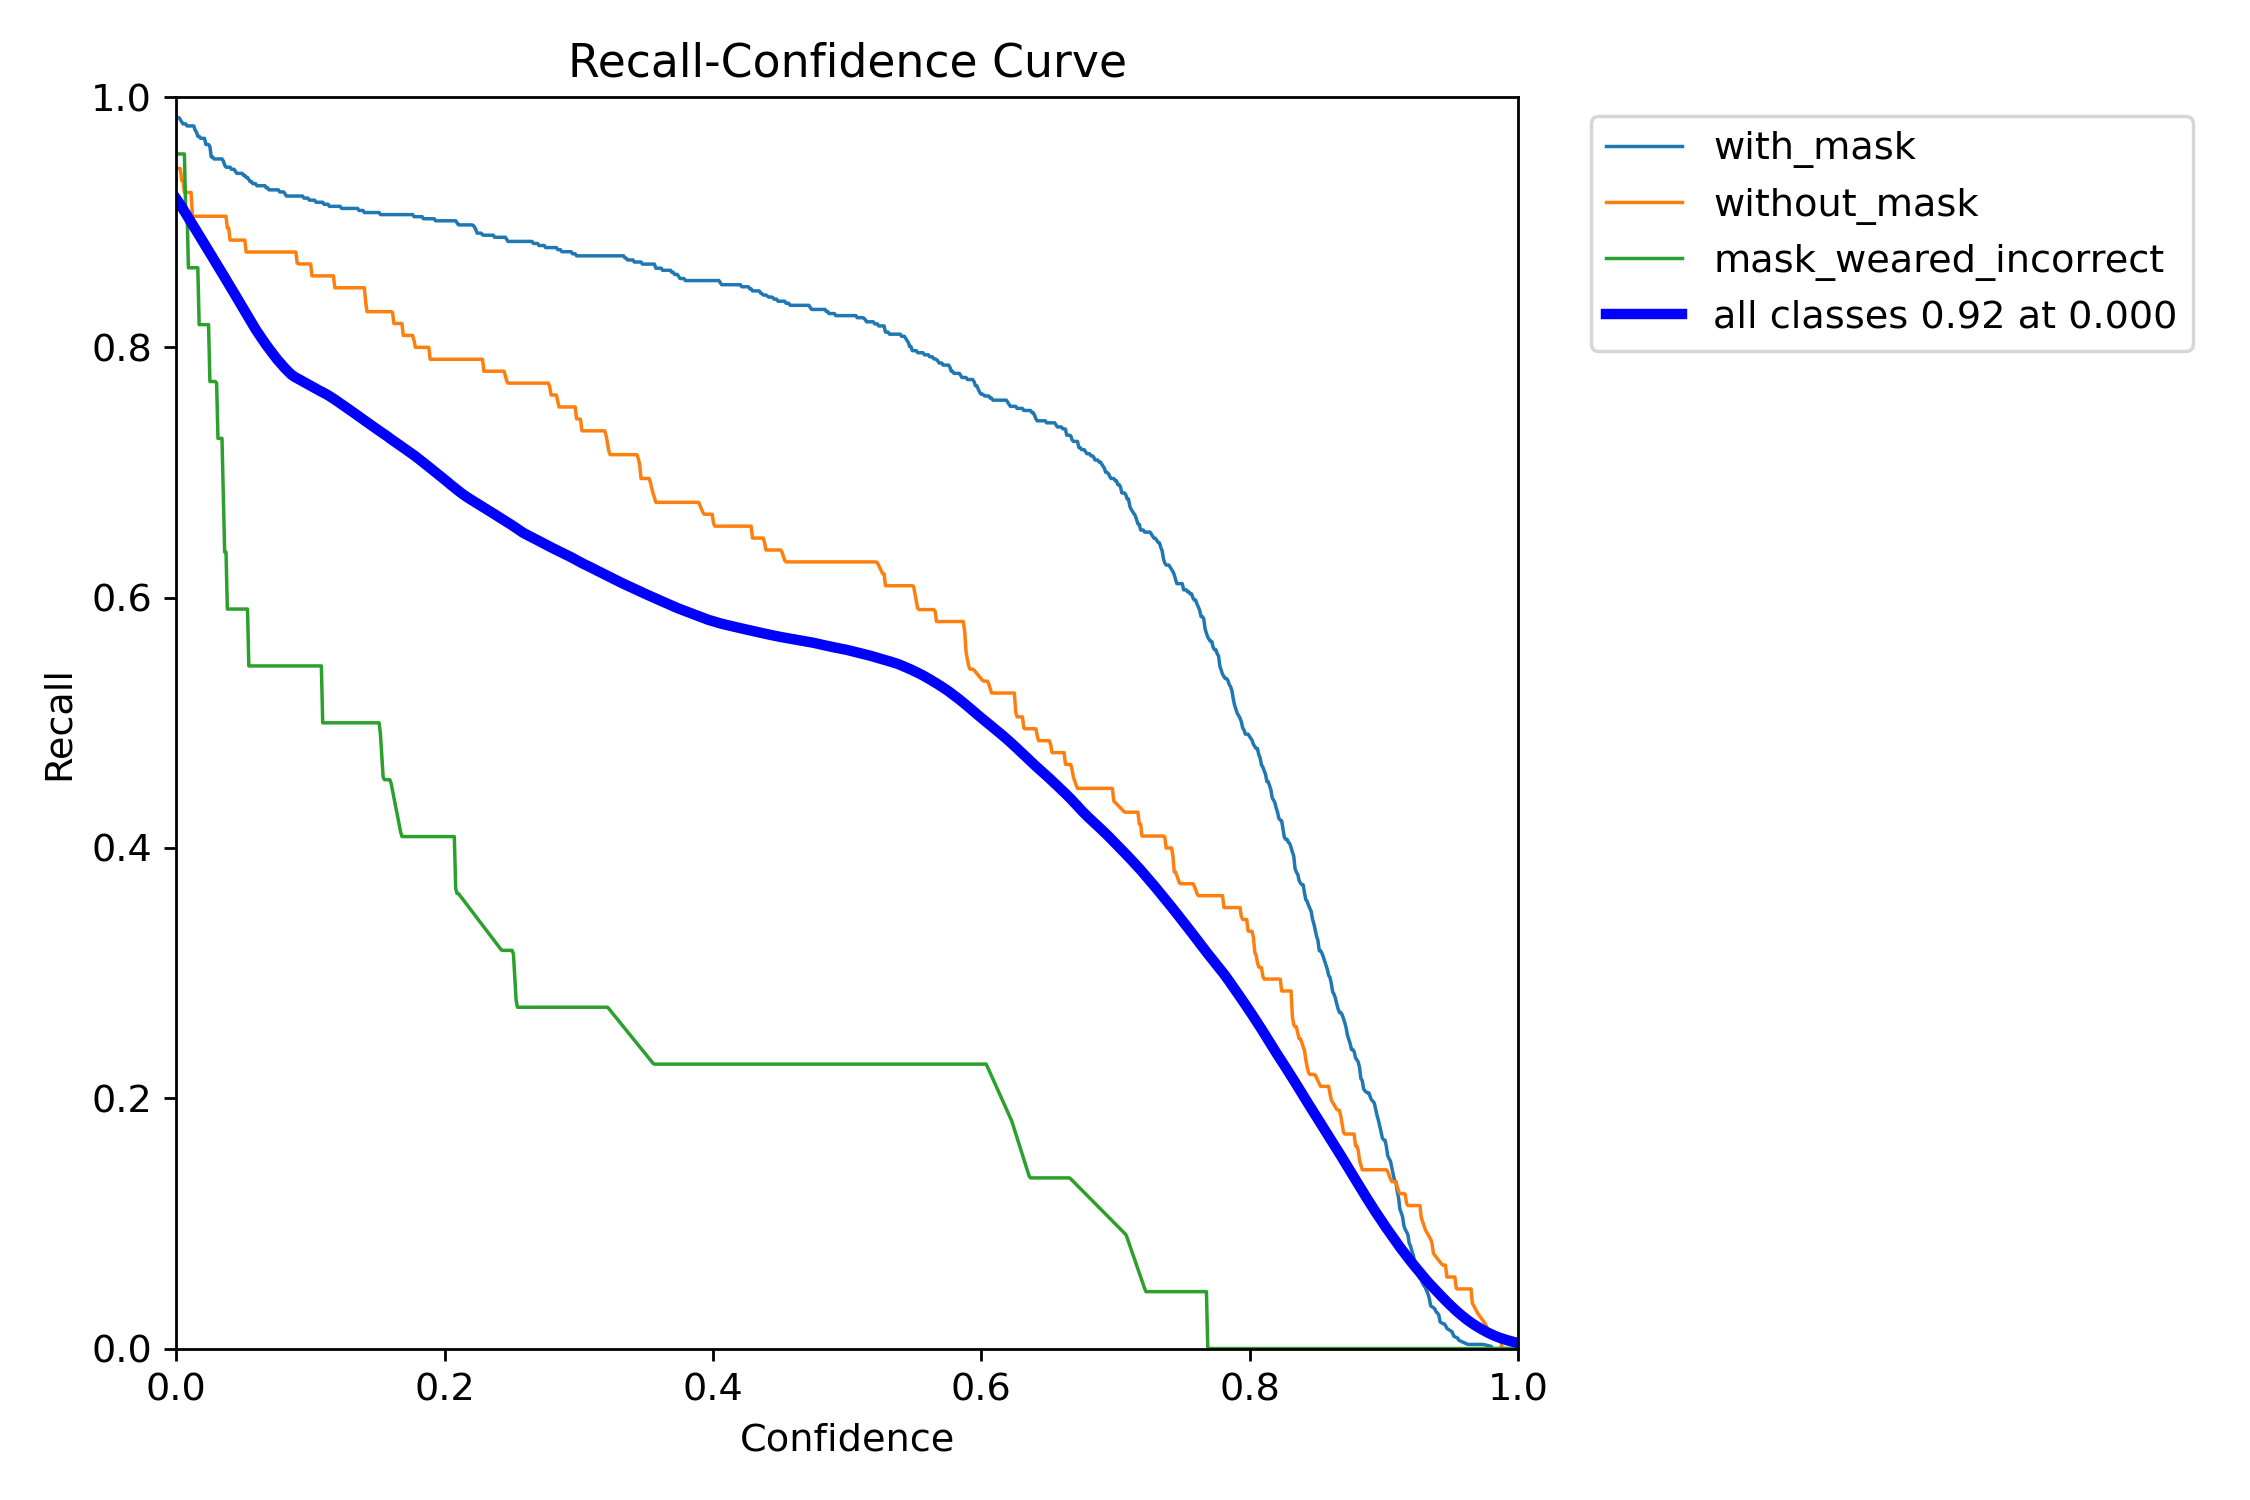 Recall-Confidence Curve
1.0
0.8
0.6
0.4
0.2
0.0
Recall
0.0 0.2 0.4 0.6 0.8 1.0
Confidence
with_mask
without_mask
mask_weared_incorrect
all classes 0.92 at 0.000